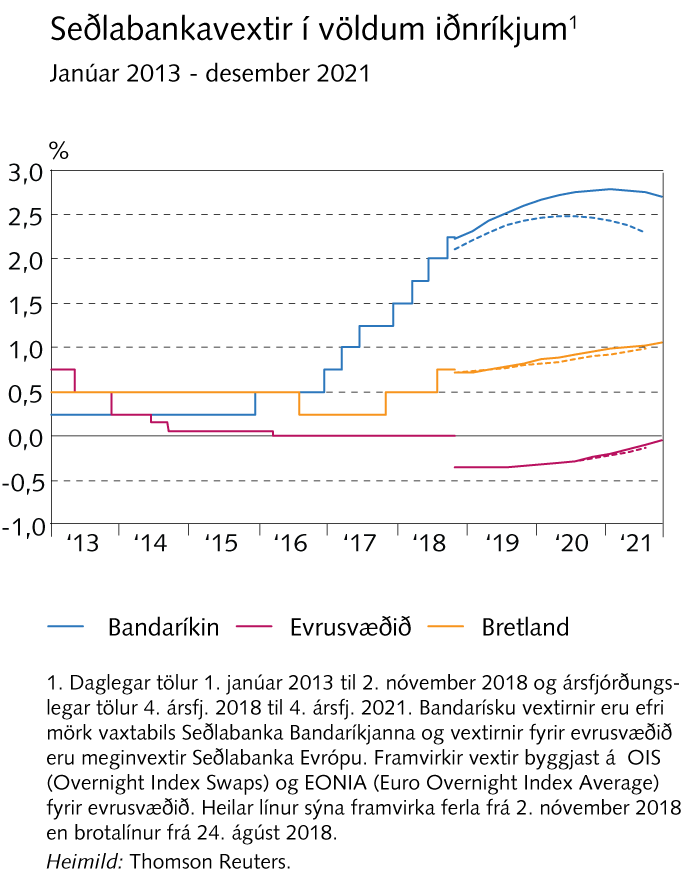 Seðlabankavextir í völdum iðnríkjum¹
Janúar 2013 - desember 2021
%
3,0
2,5
2,0
1,5
1,0
0,5
0,0
-0,5
-1,0
‘13 ‘14 ‘15 ‘16 ‘17 ‘18 ‘19 ‘20 ‘21
Bandaríkin Evrusvæðið Bretland
1. Daglegar tölur 1. janúar 2013 til 2. nóvember 2018 og ársfjórðungs-
legar tölur 4. ársfj. 2018 til 4. ársfj. 2021. Bandarísku vextirnir eru efri
mörk vaxtabils Seðlabanka Bandaríkjanna og vextirnir fyrir evrusvæðið
eru meginvextir Seðlabanka Evrópu. Framvirkir vextir byggjast á OIS
(Overnight Index Swaps) og EONIA (Euro Overnight Index Average)
fyrir evrusvæðið. Heilar línur sýna framvirka ferla frá 2. nóvember 2018
en brotalínur frá 24. ágúst 2018.
Heimild: Thomson Reuters.